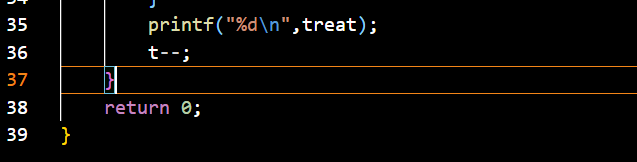 34 }
35 printf("%d\n",treat);
36 t--;
37 }
38 return 0;
39 }